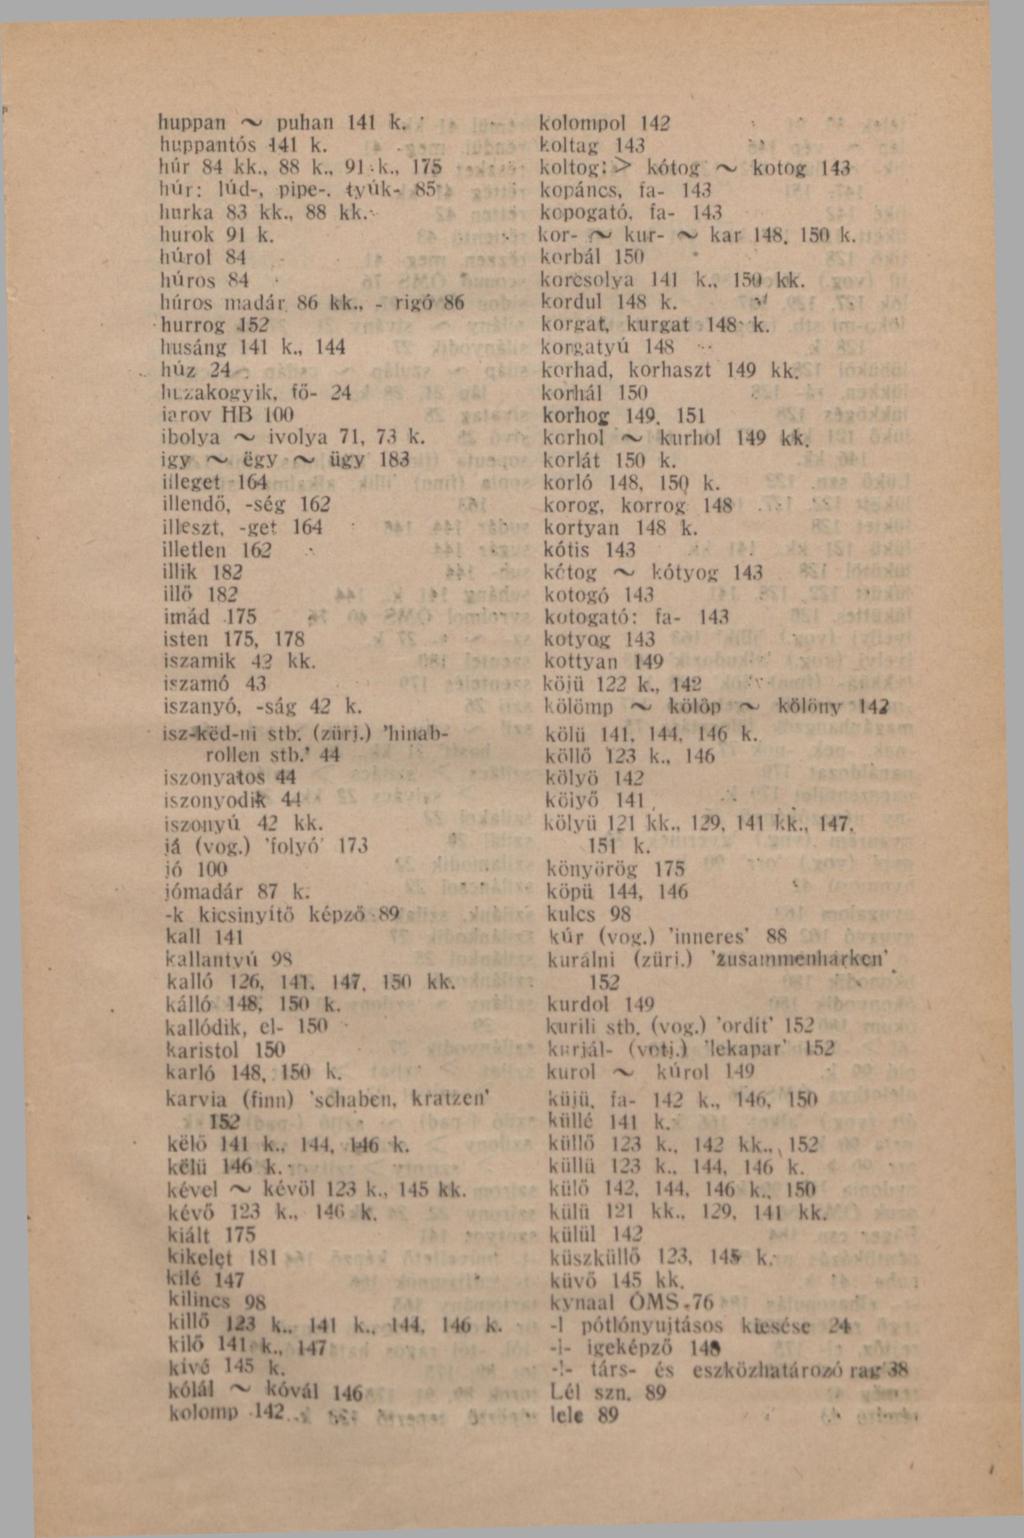 huppan ~ puhan 141 k.
huppantós 141 k.
húr 84 kk., 88 k., 91 k., 175
húr: lúd-, pipe-, tyúk- 85
hurka 83 kk., 88 kk.
hurok 91 k.
húrol 84
húros 84
húros madár 86 kk., - rigó 86
hurrog 152
husáng 141 k., 144
húz 24
huzakogyik, fő- 24
iarov HB 100
ibolya ~ ivolya 71, 73 k.
igy ~ ëgy ~ ügy 183
illeget 164
illendő, -ség 162
illeszt, -get 164
illetlen 162
illik 182
illő 182
imád 175
isten 175, 178
iszamik 42 kk.
iszamó 43
iszanyó, -ság 42 k.
isz-këd-ni stb. (zürj.) 'hinab-
rollen stb.' 44
iszonyatos 44
iszonyodik 44
iszonyú 42 kk.
já (vog.) 'folyó' 173
jó 100
jómadár 87 k.
-k kicsinyítő képző 89
kall 141
kallantyú 98
kalló 126, 141, 147, 150 kk.
kálló 148, 150 k.
kallódik, el- 150
karistol 150
karló 148, 150 k.
karvia (finn) 'schaben, kratzen'
152
këlő 141 k., 144, 146 k.
këlü 146 k.
kével ~ kévöl 123 k., 145 kk.
kévő 123 k., 146 k.
kiált 175
kikelet 181
kilé 147
kilincs 98
killő 123 k., 141 k., 144, 146 k.
kilő 141 k., 147
kivé 145 k.
kólál ~ kóvál 146
kolomp 142
kolompol 142
koltag 143
koltog: > kótog ~ kotog 143
kopáncs, fa- 143
kopogató, fa- 143
kor- ~ kur- ~ kar 148, 150 k.
korbál 150
korcsolya 141 k., 150 kk.
kordul 148 k.
korgat, kurgat 148 k.
korgatyú 148
korhad, korhaszt 149 kk.
korhál 150
korhog 149, 151
korhol ~ kurhol 149 kk.
korlát 150 k.
korló 148, 150 k.
korog, korrog 148
kortyan 148 k.
kótis 143
kótog ~ kótyog 143
kotogó 143
kotogató: fa- 143
kotyog 143
kottyan 149
köjü 122 k., 142
kölömp ~ kölöp ~ kölöny 142
kölü 141, 144, 146 k.
köllő 123 k., 146
kölyö 142
kölyő 141
kölyü 121 kk., 129, 141 kk., 147,
151 k.
könyörög 175
köpü 144, 146
kulcs 98
kúr (vog.) 'inneres' 88
kurálni (zürj.) 'zusammenharken'
152
kurdol 149
kurili stb. (vog.) 'ordít' 152
kurjál- (votj.) 'lekapar' 152
kurol ~ kúrol 149
küjü, fa- 142 k., 146, 150
küllé 141 k.
küllő 123 k., 142 kk., 152
küllü 123 k., 144, 146 k.
külő 142, 144, 146 k., 150
külü 121 kk., 129, 141 kk.
külül 142
küszküllő 123, 145 k.
küvő 145 kk.
kynaal ÓMS 76
-l pótlónyujtásos kiesése 24
-l- igeképző 148
-l- társ- és eszközhatározó rag 38
Lél szn. 89
lele 89